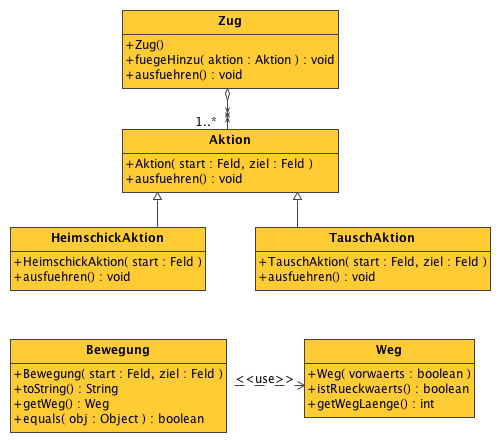 Zug
+Zug()
+fuegeHinzu( aktion : Aktion ) : void
+ausfuehren() : void
1..*
Aktion
+Aktion( start : Feld, ziel : Feld )
+ausfuehren() : void
HeimschickAktion
+HeimschickAktion( start : Feld )
+ausfuehren() : void
TauschAktion
+TauschAktion( start : Feld, ziel : Feld )
+ausfuehren() : void
Bewegung
+Bewegung( start : Feld, ziel : Feld )
+toString() : String
+getWeg() : Weg
+equals( obj : Object ) : boolean
<<use>>
Weg
+Weg( vorwaerts : boolean )
+istRueckwaerts() : boolean
+getWegLaenge() : int